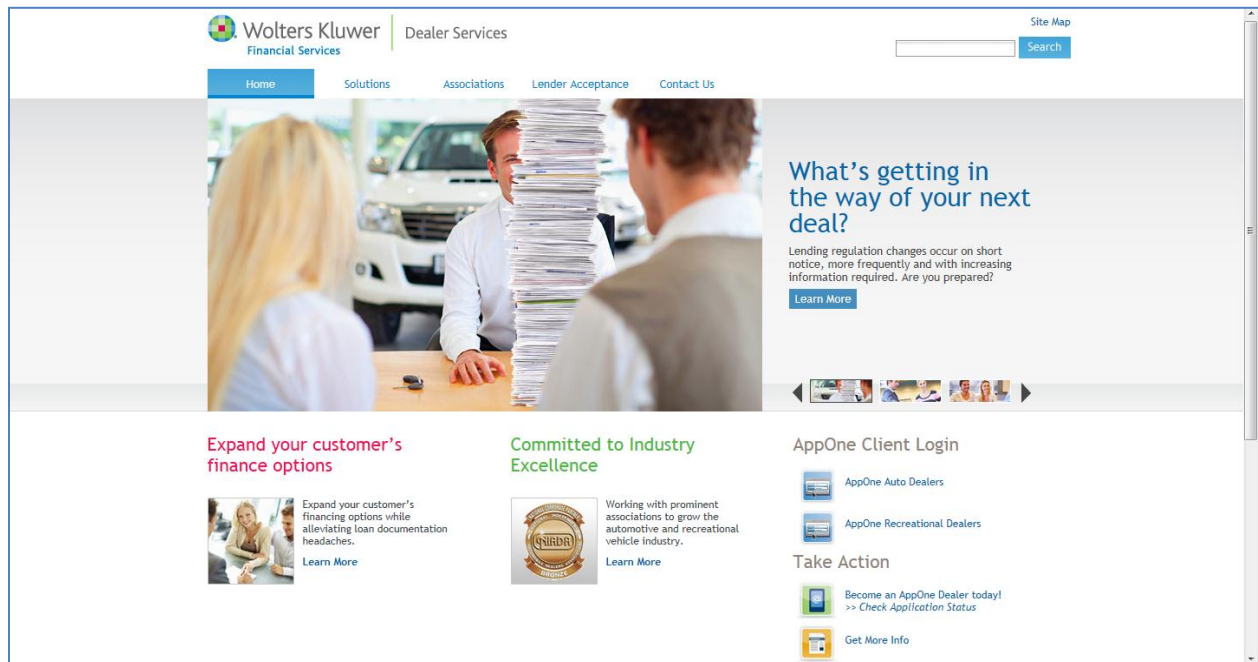 Wolters Kluwer
Financial Services
Dealer Services
Site Map
Search
Home
Solutions
Associations
Lender Acceptance
Contact Us
What's getting in
the way of your next
deal?
Lending regulation changes occur on short
notice, more frequently and with increasing
information required. Are you prepared?
Learn More
Expand your customer's
finance options
Expand your customer's
financing options while
alleviating loan documentation
headaches.
Learn More
Committed to Industry
Excellence
NIADA
BRONZE
Working with prominent
associations to grow the
automotive and recreational
vehicle industry.
Learn More
AppOne Client Login
AppOne Auto Dealers
AppOne Recreational Dealers
Take Action
Become an AppOne Dealer today!
>> Check Application Status
Get More Info